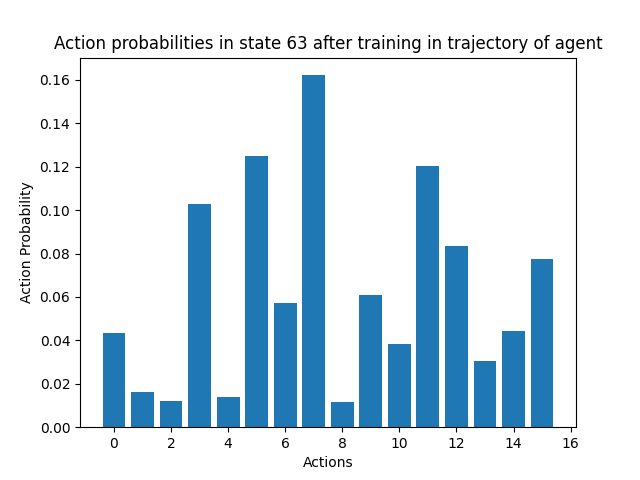 Action probabilities in state 63 after training in trajectory of agent
0.16
0.14
0.12
0.10
0.08
0.06
0.04
0.02
0.00
Action Probability
0 2 4 6 8 10 12 14 16
Actions